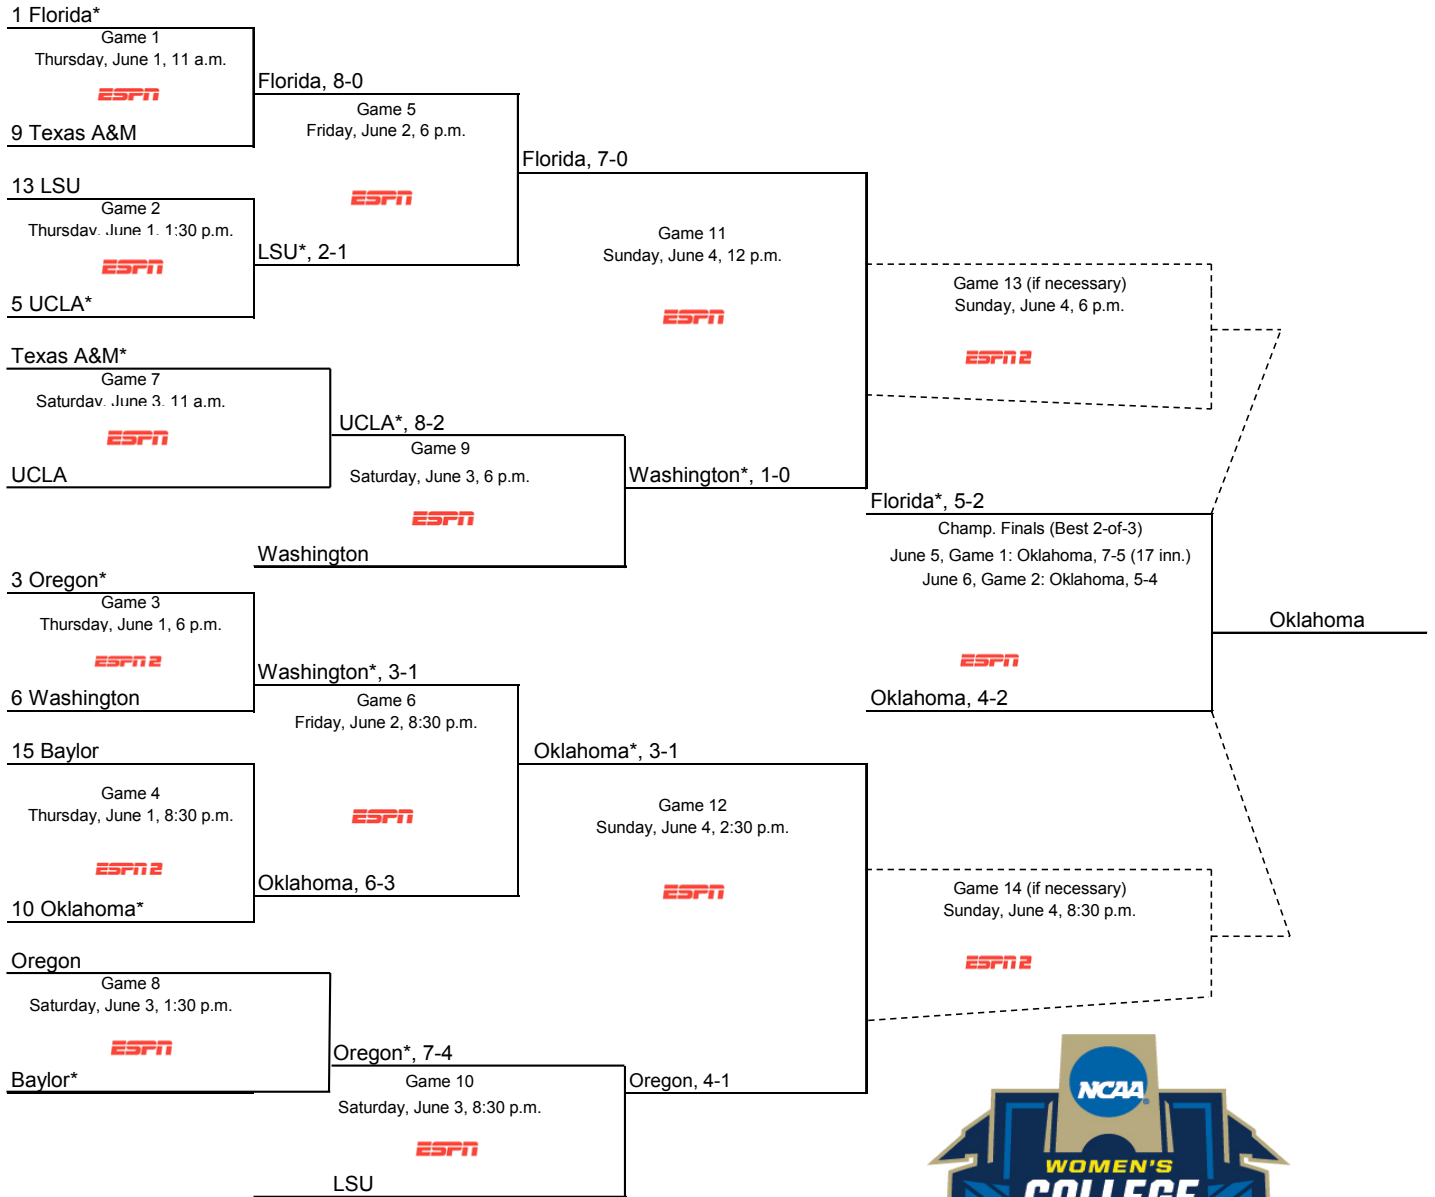 1 Florida*
Game 1
Thursday, June 1, 11 a.m.
ESPN
9 Texas A&M
Florida, 8-0
Game 5
Friday, June 2, 6 p.m.
ESPN
13 LSU
Game 2
Thursday, June 1, 1:30 p.m.
ESPN
5 UCLA*
LSU*, 2-1
Florida, 7-0
Game 11
Sunday, June 4, 12 p.m.
ESPN
Texas A&M*
Game 7
Saturday, June 3, 11 a.m.
ESPN
UCLA
UCLA*, 8-2
Game 9
Saturday, June 3, 6 p.m.
ESPN
Washington
Washington*, 1-0
Game 13 (if necessary)
Sunday, June 4, 6 p.m.
ESPN 2
Florida*, 5-2
Champ. Finals (Best 2-of-3)
June 5, Game 1: Oklahoma, 7-5 (17 inn.)
June 6, Game 2: Oklahoma, 5-4
ESPN
Oklahoma, 4-2
Oklahoma
3 Oregon*
Game 3
Thursday, June 1, 6 p.m.
ESPN 2
6 Washington
Washington*, 3-1
Game 6
Friday, June 2, 8:30 p.m.
ESPN
15 Baylor
Game 4
Thursday, June 1, 8:30 p.m.
ESPN 2
10 Oklahoma*
Oklahoma, 6-3
Oklahoma*, 3-1
Game 12
Sunday, June 4, 2:30 p.m.
ESPN
Oregon
Game 8
Saturday, June 3, 1:30 p.m.
ESPN
Baylor*
Oregon*, 7-4
Game 10
Saturday, June 3, 8:30 p.m.
ESPN
LSU
Oregon, 4-1
Game 14 (if necessary)
Sunday, June 4, 8:30 p.m.
ESPN 2
NCAA
WOMEN'S
COLLEGE